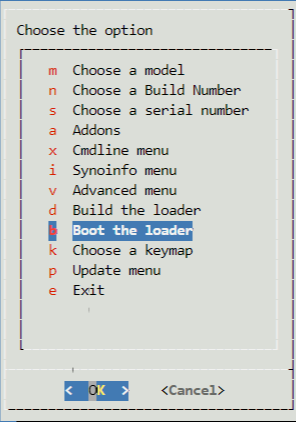 Choose the option
m Choose a model
n Choose a Build Number
s Choose a serial number
a Addons
x Cmdline menu
i Synoinfo menu
v Advanced menu
d Build the loader
b Boot the loader
k Choose a keymap
p Update menu
e Exit
< OK > <Cancel>